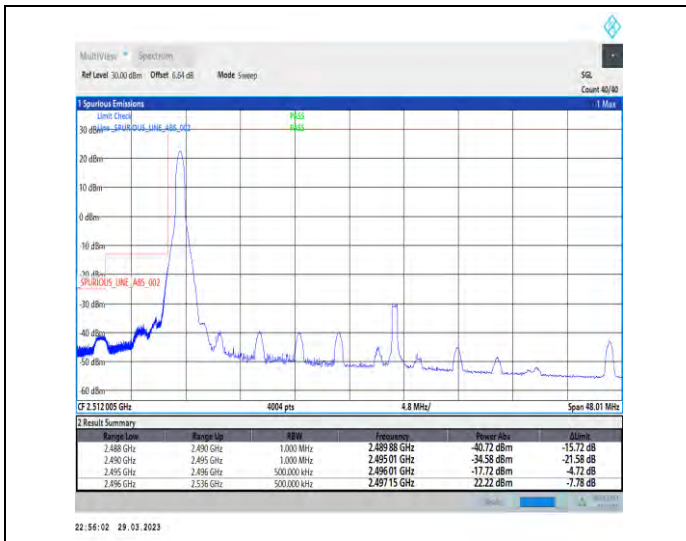 MultiView Spectrum
Ref Level 30.00 dBm Offset 6.64 dB Mode Sweep SGL
Count 40/40
1 Spurious Emissions 1 Max
Limit Check PASS
30 dBm Line _SPURIOUS_LINE_ABS_002 PASS
20 dBm
10 dBm
0 dBm
-10 dBm
-20 dBm
SPURIOUS_LINE_ABS_002
-30 dBm
-40 dBm
-50 dBm
-60 dBm
CF 2.512 005 GHz 4004 pts 4.8 MHz/ Span 48.01 MHz
2 Result Summary
Range Low Range Up RBW Frequency Power Abs ΔLimit
2.488 GHz 2.490 GHz 1.000 MHz 2.489 88 GHz -40.72 dBm -15.72 dB
2.490 GHz 2.495 GHz 1.000 MHz 2.495 01 GHz -34.58 dBm -21.58 dB
2.495 GHz 2.496 GHz 500.000 kHz 2.496 01 GHz -17.72 dBm -4.72 dB
2.496 GHz 2.536 GHz 500.000 kHz 2.497 15 GHz 22.22 dBm -7.78 dB
22:56:02 29.03.2023